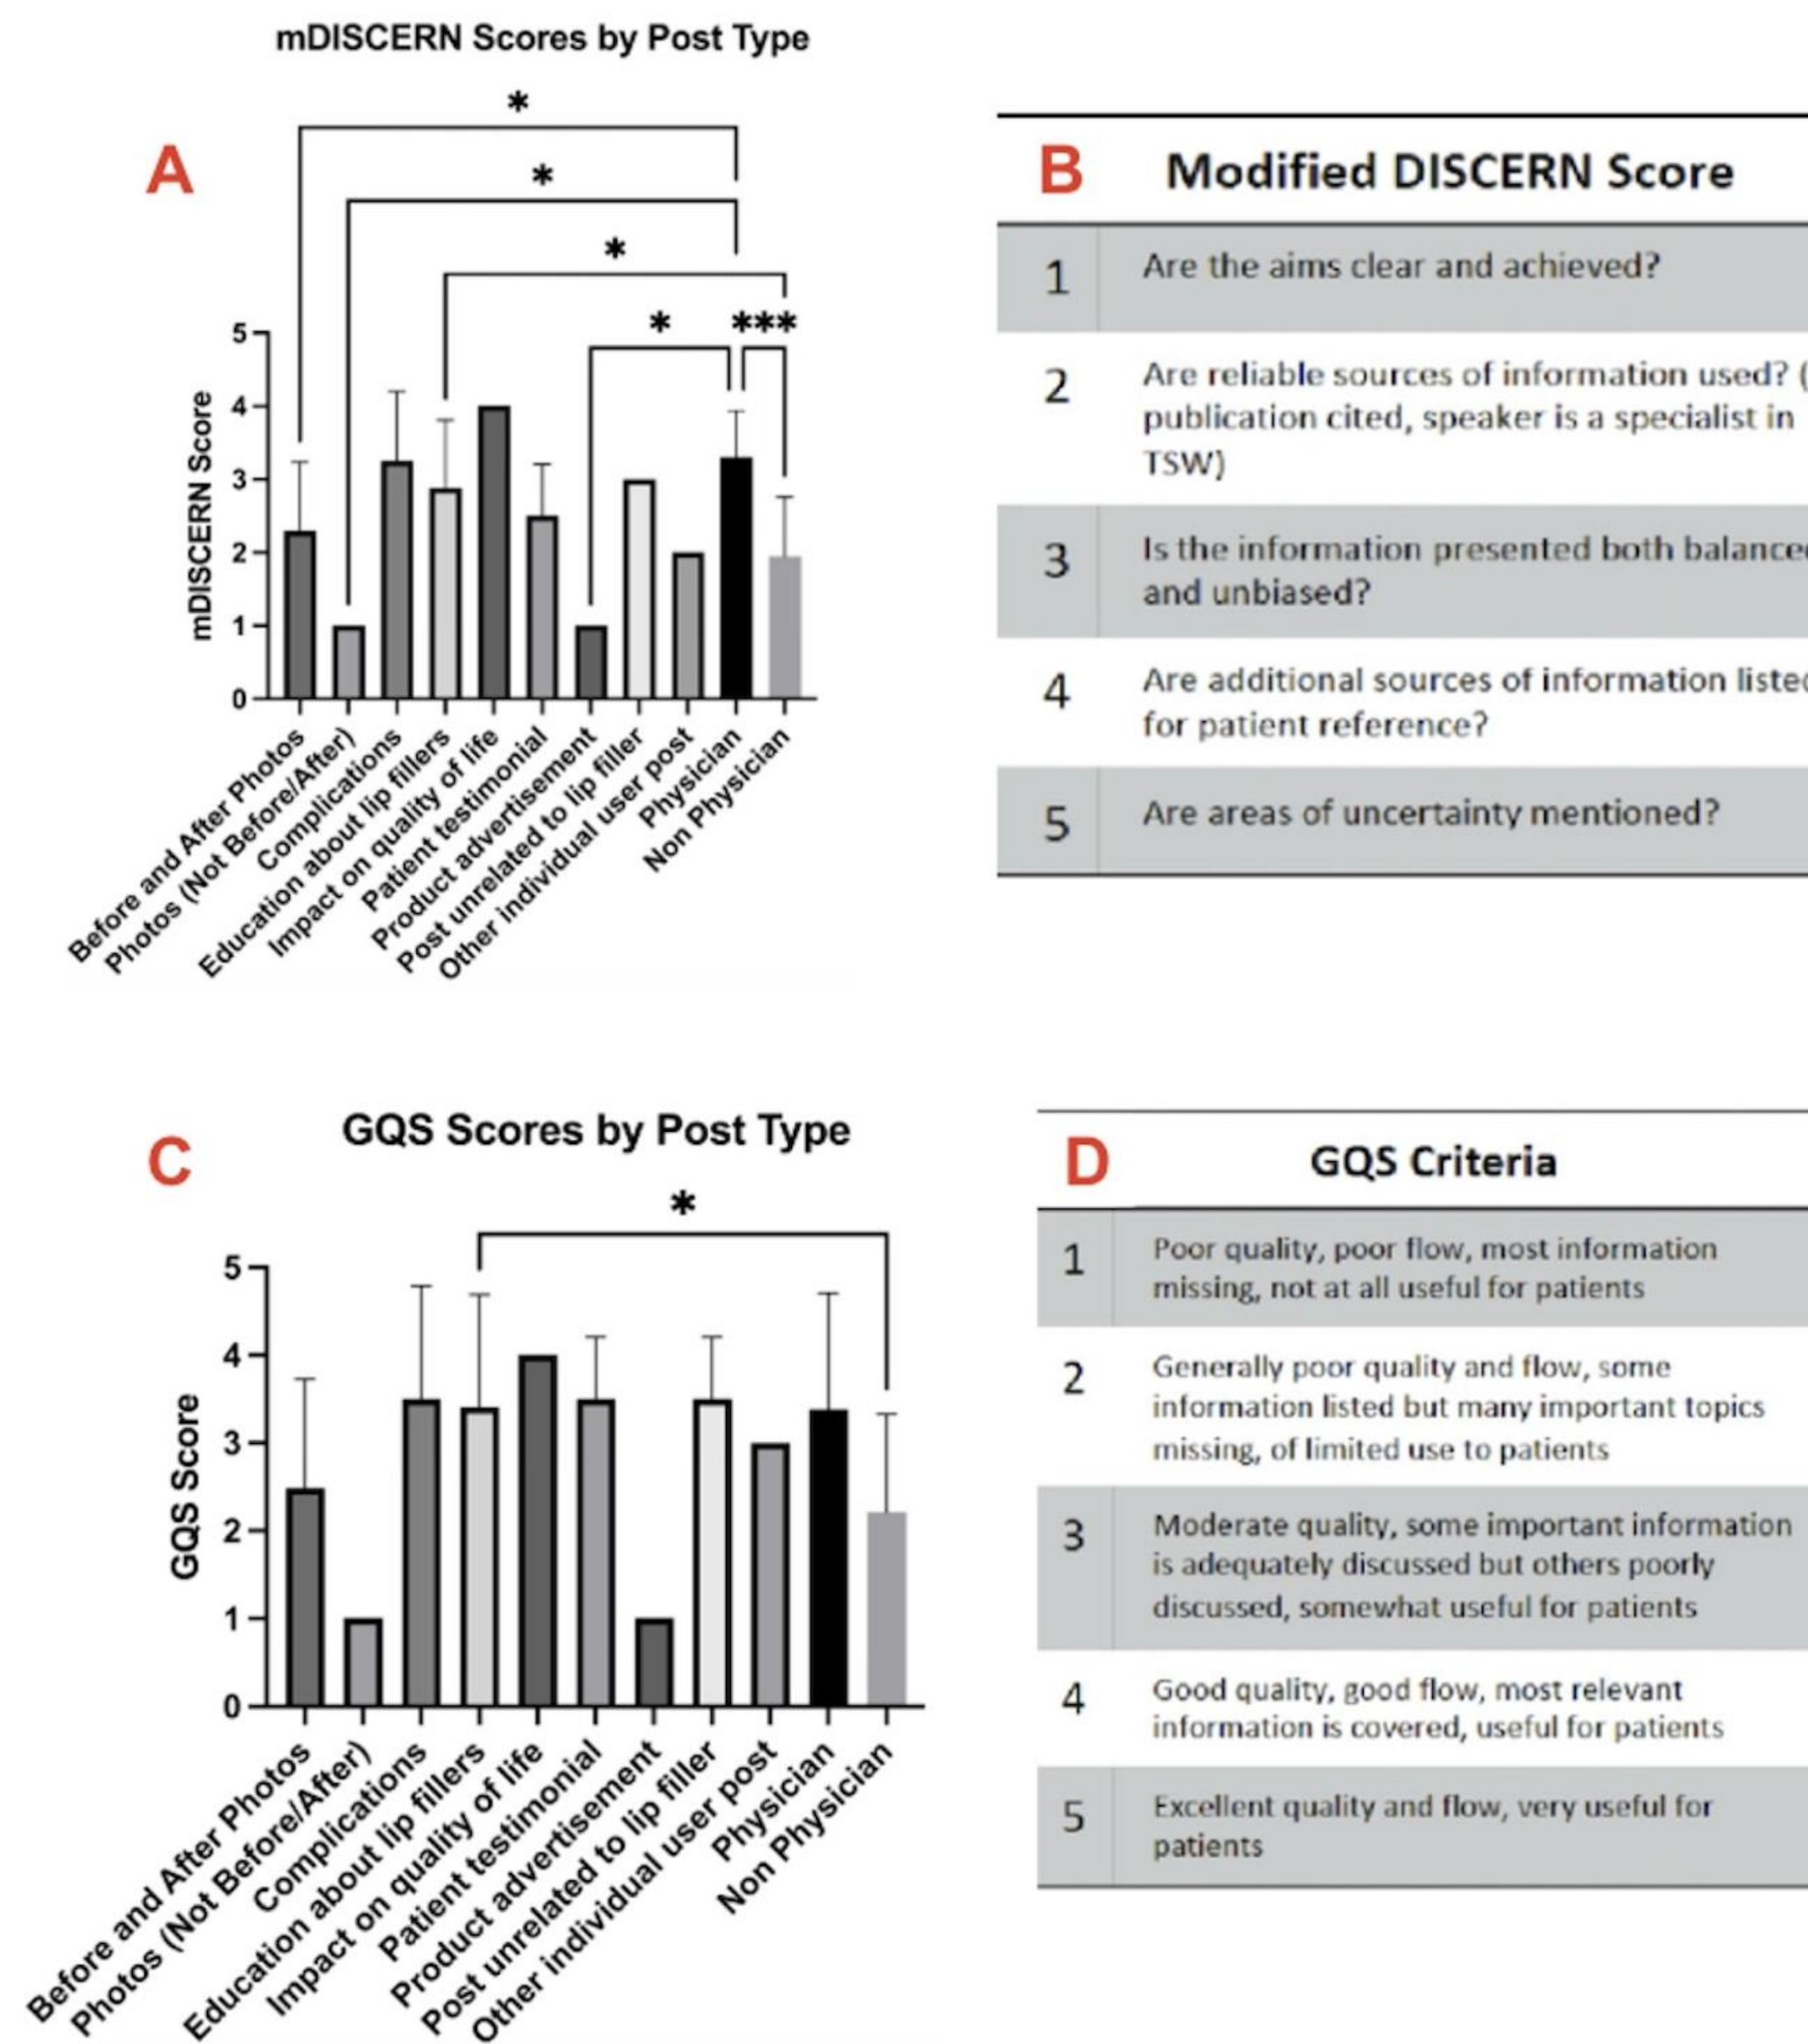 mDISCERN Scores by Post Type
A
*
*
*
*
***
mDISCERN Score
5
4
3
2
1
0
Before and After Photos
Photos (Not Before/After)
Complications
Education about lip fillers
Impact on quality of life
Patient testimonial
Product advertisement
Post unrelated to lip filler
Other individual user post
Physician
Non Physician
B
Modified DISCERN Score
1
Are the aims clear and achieved?
2
Are reliable sources of information used? (
publication cited, speaker is a specialist in
TSW)
3
Is the information presented both balance
and unbiased?
4
Are additional sources of information liste
for patient reference?
5
Are areas of uncertainty mentioned?
C
GQS Scores by Post Type
*
GQS Score
5
4
3
2
1
0
Before and After Photos
Photos (Not Before/After)
Complications
Education about lip fillers
Impact on quality of life
Patient testimonial
Product advertisement
Post unrelated to lip filler
Other individual user post
Physician
Non Physician
D
GQS Criteria
1
Poor quality, poor flow, most information
missing, not at all useful for patients
2
Generally poor quality and flow, some
information listed but many important topics
missing, of limited use to patients
3
Moderate quality, some important information
is adequately discussed but others poorly
discussed, somewhat useful for patients
4
Good quality, good flow, most relevant
information is covered, useful for patients
5
Excellent quality and flow, very useful for
patients